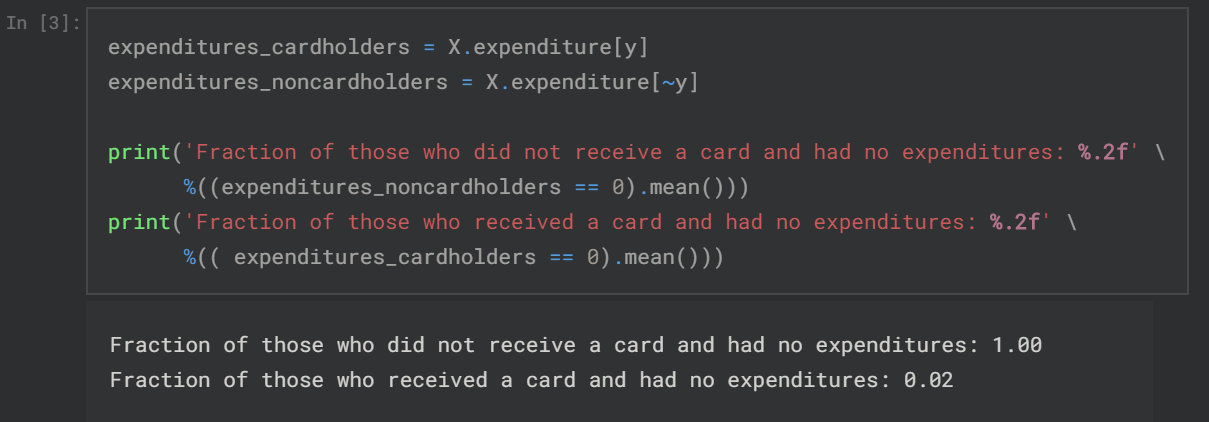 In [3]:
expenditures_cardholders = X.expenditure[y]
expenditures_noncardholders = X.expenditure[~y]
print('Fraction of those who did not receive a card and had no expenditures: %.2f' \
%((expenditures_noncardholders == 0).mean()))
print('Fraction of those who received a card and had no expenditures: %.2f' \
%(( expenditures_cardholders == 0).mean()))
Fraction of those who did not receive a card and had no expenditures: 1.00
Fraction of those who received a card and had no expenditures: 0.02